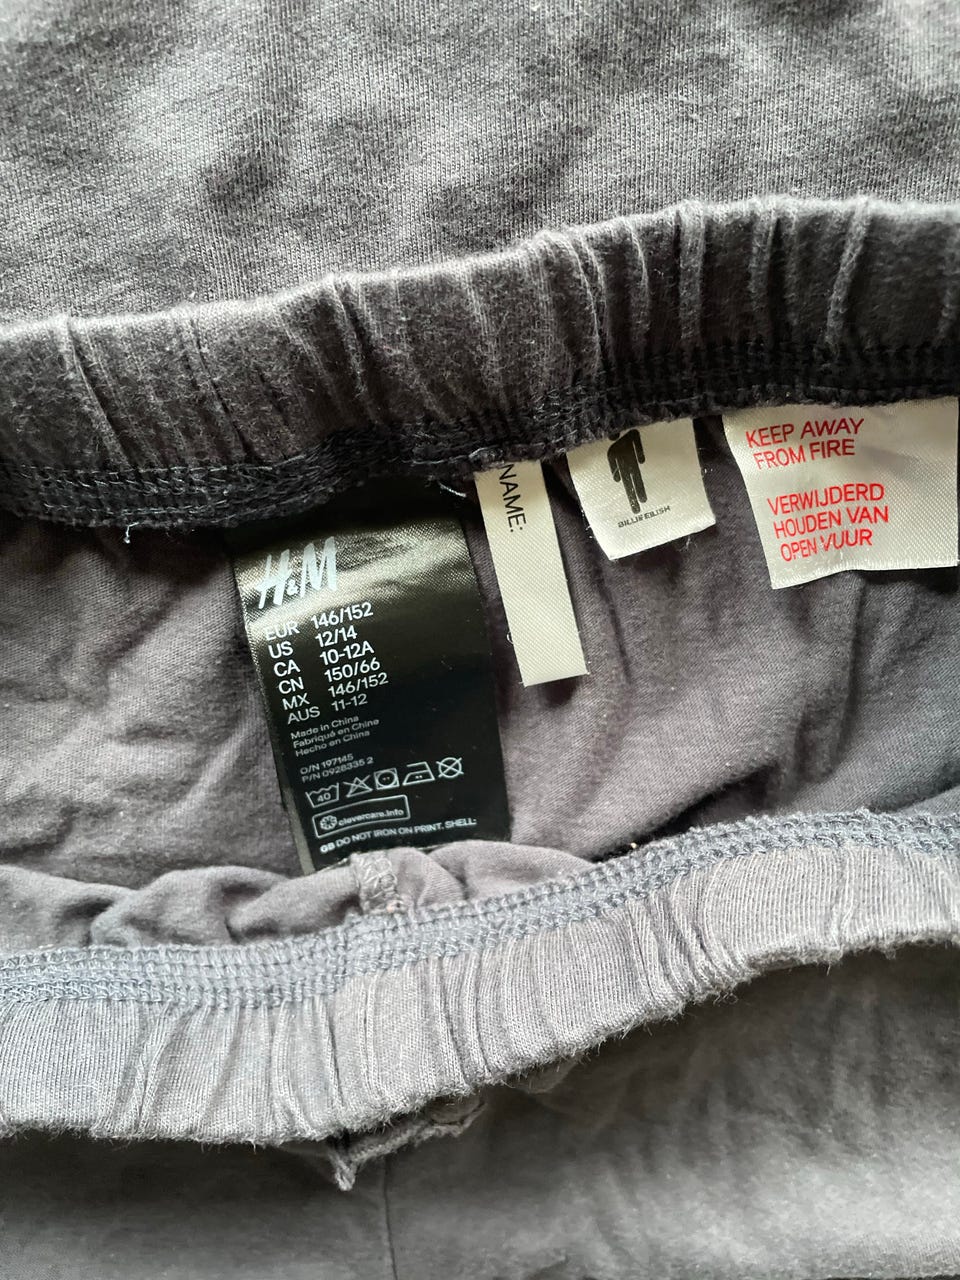 H&M
EUR 146/152
US 12/14
CA 10-12A
CN 150/66
MX 146/152
AUS 11-12
Made in China
Fabriqué en Chine
Hecho en China
O/N 197145
P/N 0928335 2
40
clevercare.info
GB DO NOT IRON ON PRINT. SHELL:
NAME:
BILLIE EILISH
KEEP AWAY
FROM FIRE
VERWIJDERD
HOUDEN VAN
OPEN VUUR